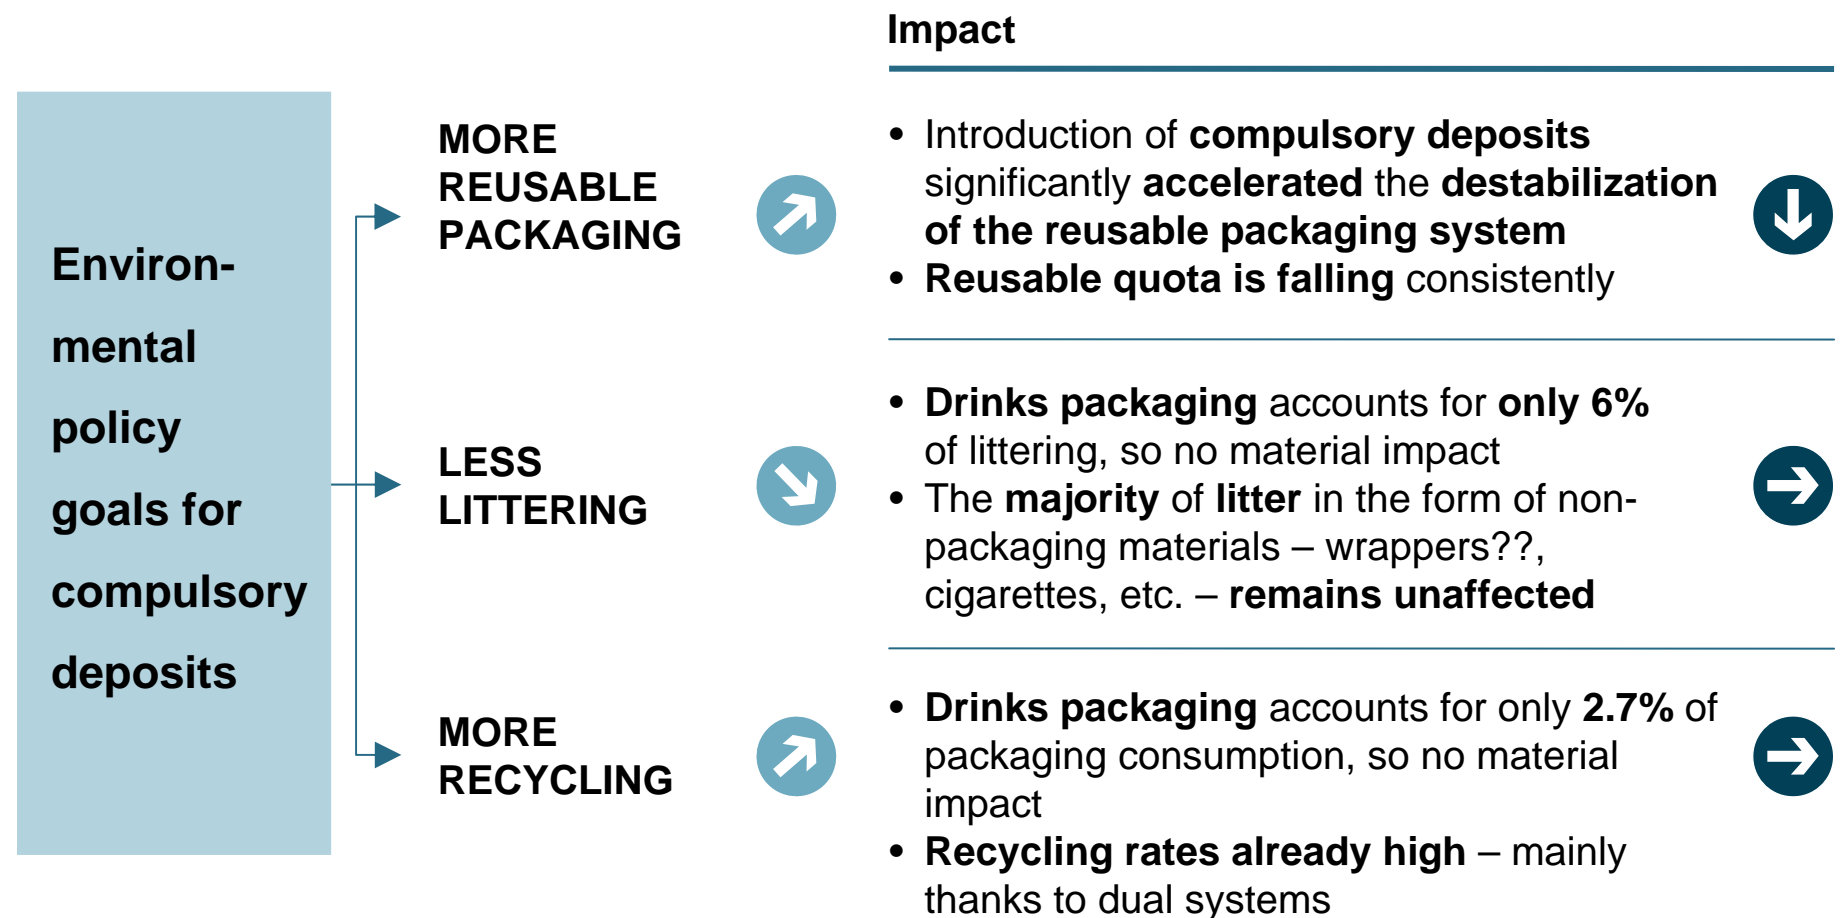 Impact
Environ-
mental
policy
goals for
compulsory
deposits
MORE
REUSABLE
PACKAGING
• Introduction of compulsory deposits
significantly accelerated the destabilization
of the reusable packaging system
• Reusable quota is falling consistently
LESS
LITTERING
• Drinks packaging accounts for only 6%
of littering, so no material impact
• The majority of litter in the form of non-
packaging materials – wrappers??,
cigarettes, etc. – remains unaffected
MORE
RECYCLING
• Drinks packaging accounts for only 2.7% of
packaging consumption, so no material
impact
• Recycling rates already high – mainly
thanks to dual systems